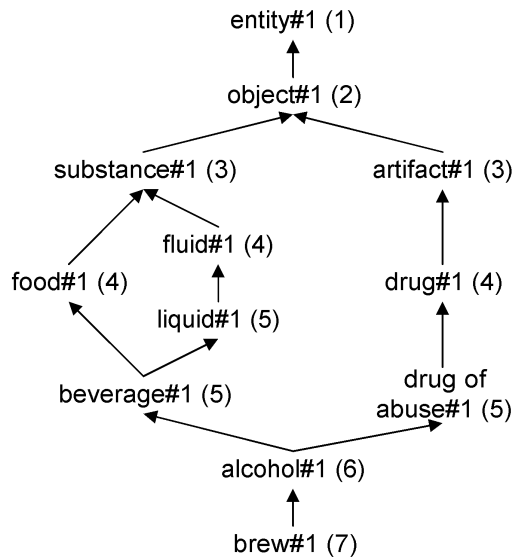 entity#1 (1)
object#1 (2)
substance#1 (3)
artifact#1 (3)
fluid#1 (4)
food#1 (4)
drug#1 (4)
liquid#1 (5)
beverage#1 (5)
drug of
abuse#1 (5)
alcohol#1 (6)
brew#1 (7)